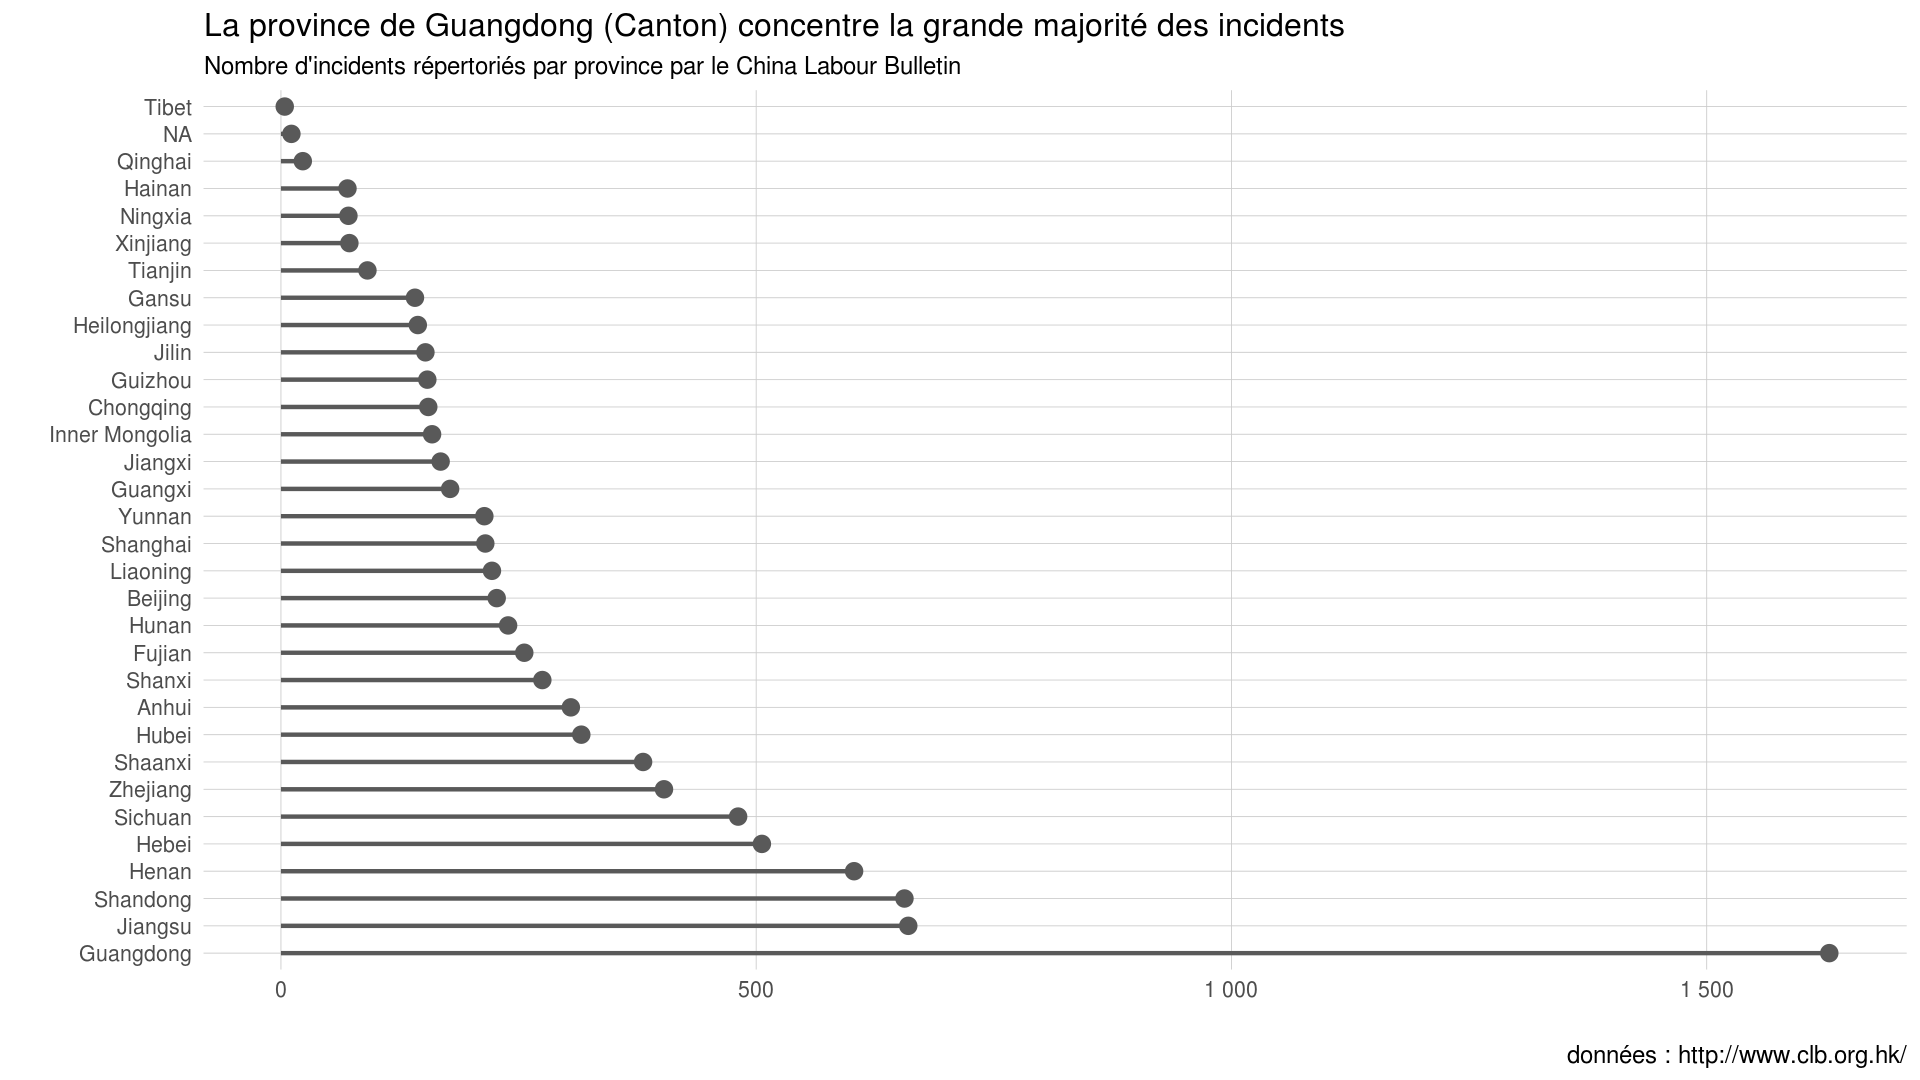 La province de Guangdong (Canton) concentre la grande majorité des incidents
Nombre d'incidents répertoriés par province par le China Labour Bulletin
Tibet
NA
Qinghai
Hainan
Ningxia
Xinjiang
Tianjin
Gansu
Heilongjiang
Jilin
Guizhou
Chongqing
Inner Mongolia
Jiangxi
Guangxi
Yunnan
Shanghai
Liaoning
Beijing
Hunan
Fujian
Shanxi
Anhui
Hubei
Shaanxi
Zhejiang
Sichuan
Hebei
Henan
Shandong
Jiangsu
Guangdong
0 500 1 000 1 500
données : http://www.clb.org.hk/